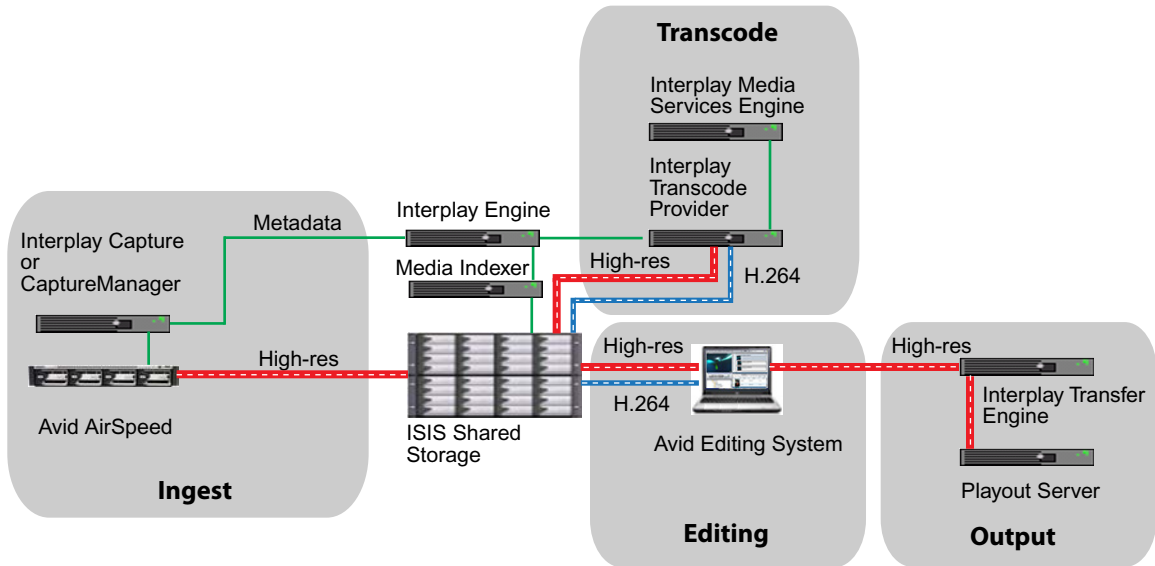 Transcode
Interplay Media
Services Engine
Interplay
Transcode
Provider
High-res
H.264
Metadata
Interplay Engine
Media Indexer
Interplay Capture
or
CaptureManager
High-res
Avid AirSpeed
Ingest
ISIS Shared
Storage
High-res
H.264
Avid Editing System
Editing
High-res
Interplay Transfer
Engine
Playout Server
Output